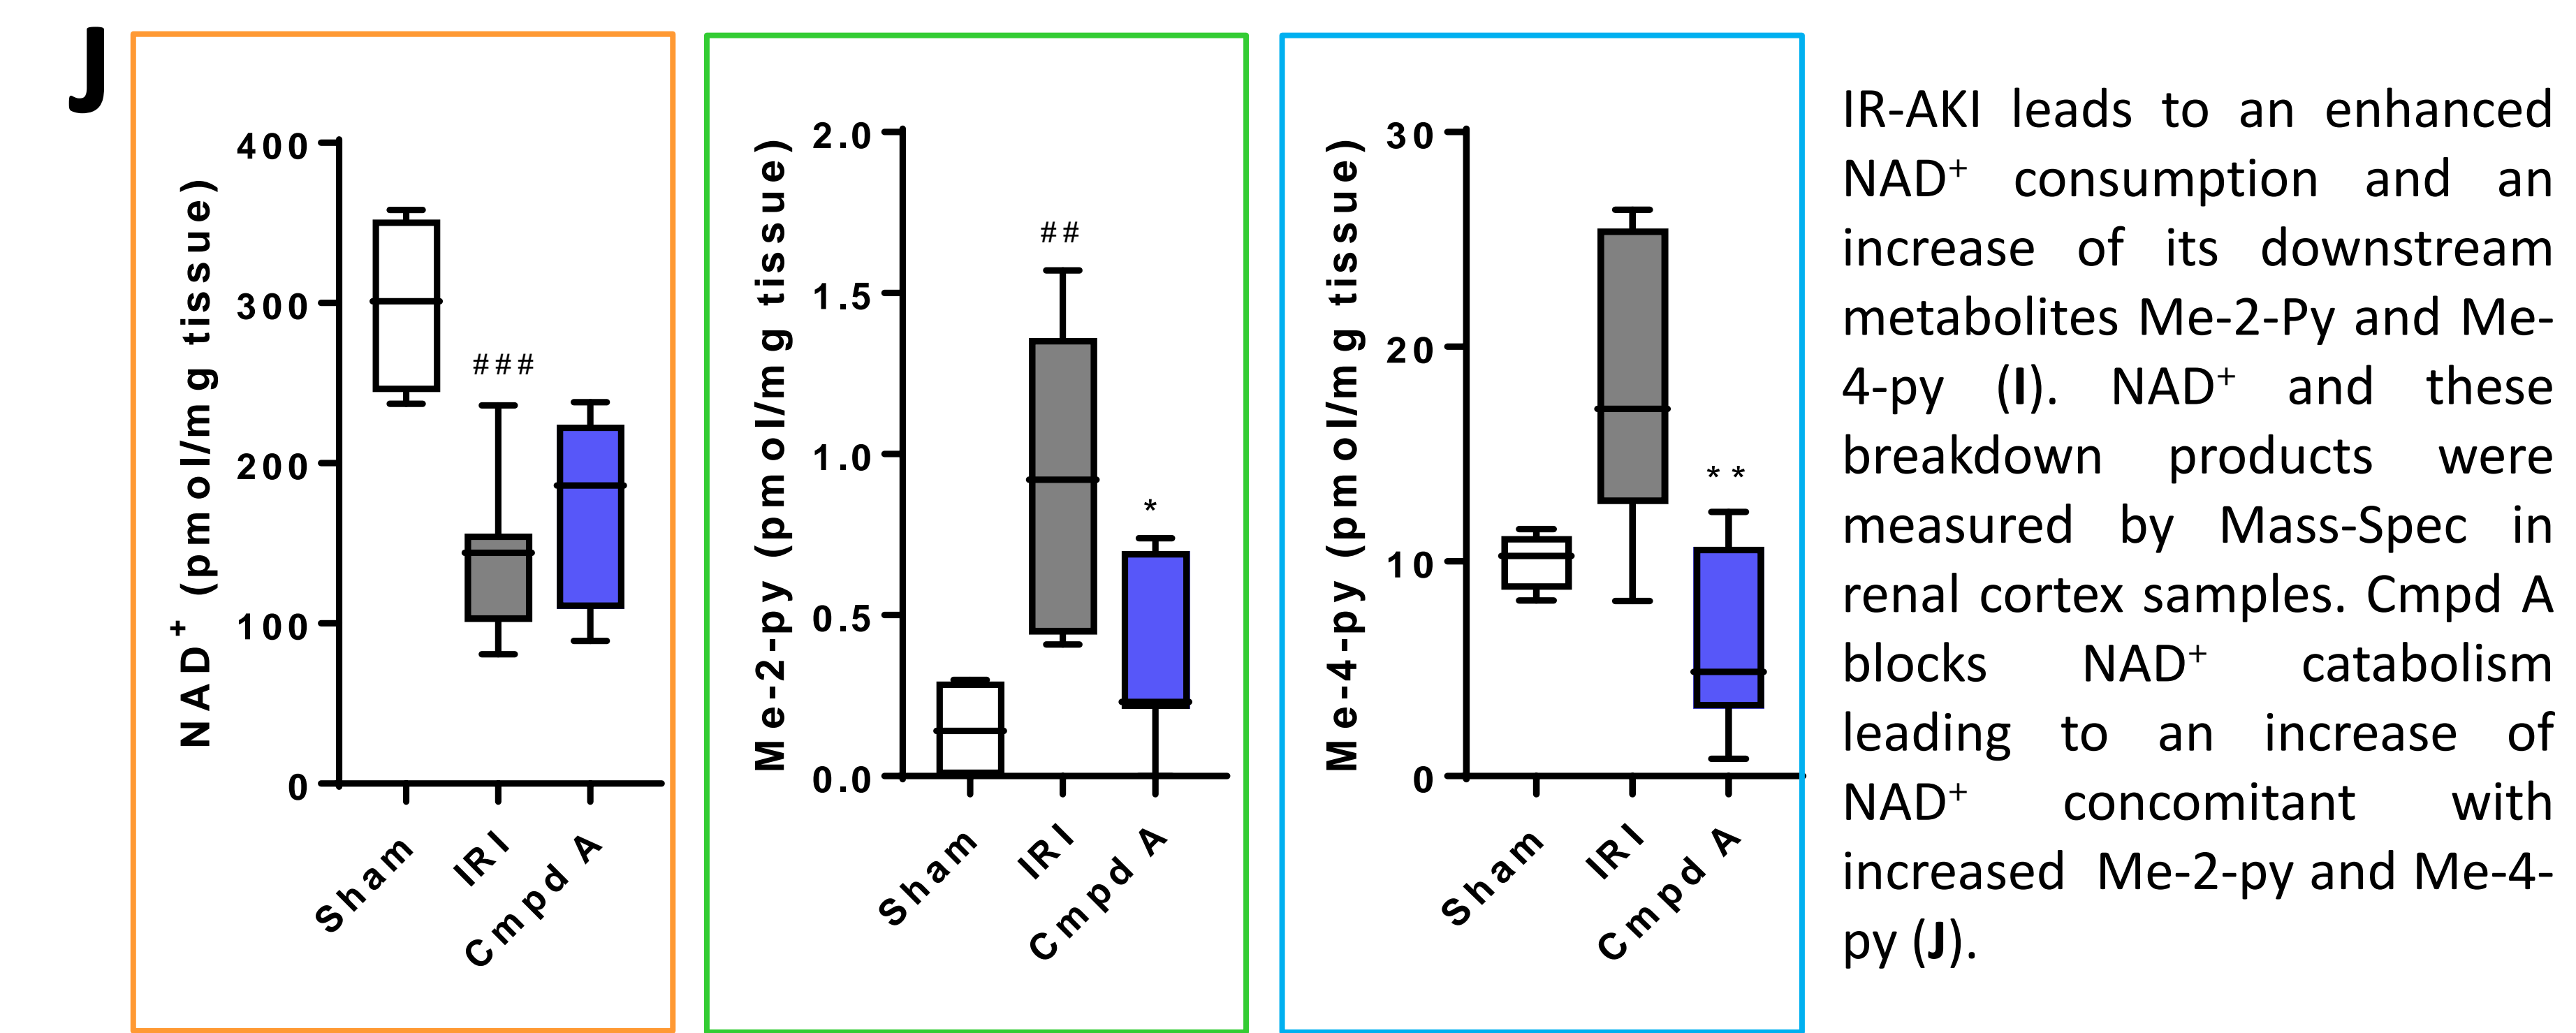 J
NAD⁺ (pmol/mg tissue)
400
300
200
100
0
###
Sham
IRI
Cmpd A
Me-2-py (pmol/mg tissue)
2.0
1.5
1.0
0.5
0.0
##
*
Sham
IRI
Cmpd A
Me-4-py (pmol/mg tissue)
30
20
10
0
**
Sham
IRI
Cmpd A
IR-AKI leads to an enhanced
NAD⁺ consumption and an
increase of its downstream
metabolites Me-2-Py and Me-
4-py (I). NAD⁺ and these
breakdown products were
measured by Mass-Spec in
renal cortex samples. Cmpd A
blocks NAD⁺ catabolism
leading to an increase of
NAD⁺ concomitant with
increased Me-2-py and Me-4-
py (J).